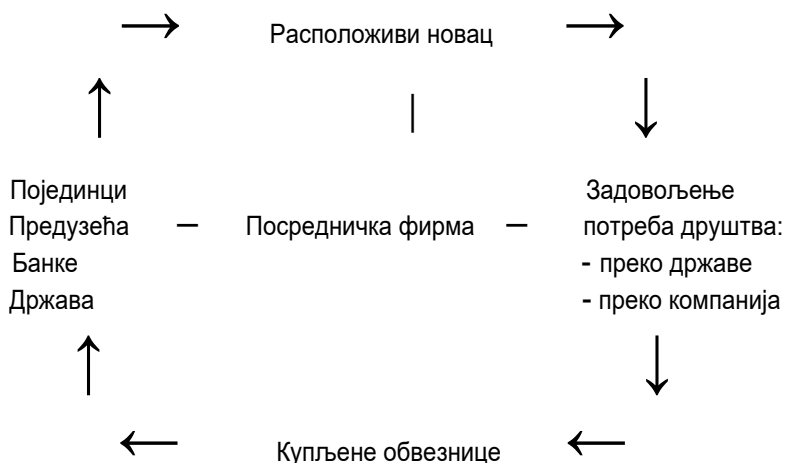 Расположиви новац
Појединци
Предузећа
Банке
Држава
Посредничка фирма
Задовољење
потреба друштва:
- преко државе
- преко компанија
Купљене обвезнице